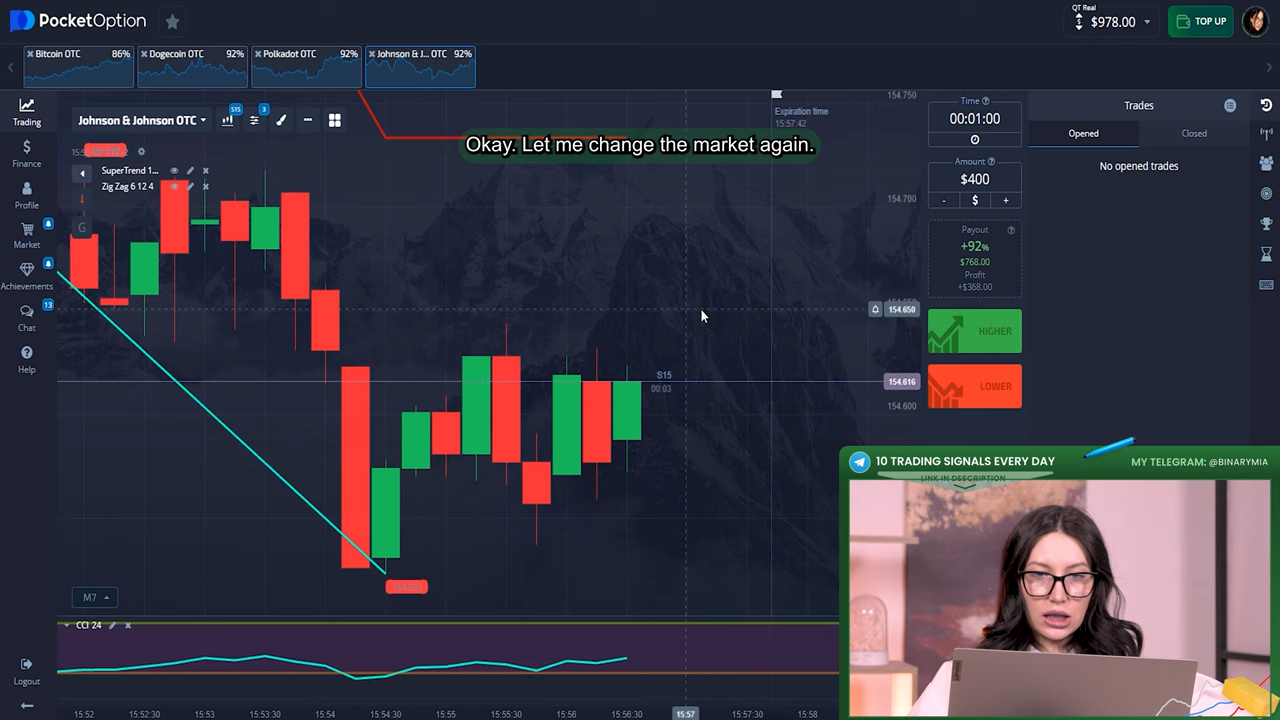 PocketOption
QT Real
$978.00
TOP UP
Bitcoin OTC 86%
Dogecoin OTC 92%
Polkadot OTC 92%
Johnson & J... OTC 92%
Trading
Finance
Profile
Market
Achievements
13
Chat
Help
Logout
Johnson & Johnson OTC
S15
3
SuperTrend 1...
Zig Zag 6 12 4
G
Okay. Let me change the market again.
Expiration time
15:57:42
154.750
154.700
154.650
154.616
154.600
S15
00:03
M7
CCI 24
15:52
15:52:30
15:53
15:53:30
15:54
15:54:30
15:55
15:55:30
15:56
15:56:30
15:57
15:57:30
15:58
Time
00:01:00
Amount
$400
- $ +
Payout
+92%
$768.00
Profit
+$368.00
HIGHER
LOWER
Trades
Opened
Closed
No opened trades
10 TRADING SIGNALS EVERY DAY
LINK IN DESCRIPTION
MY TELEGRAM: @BINARYMIA
Lenovo